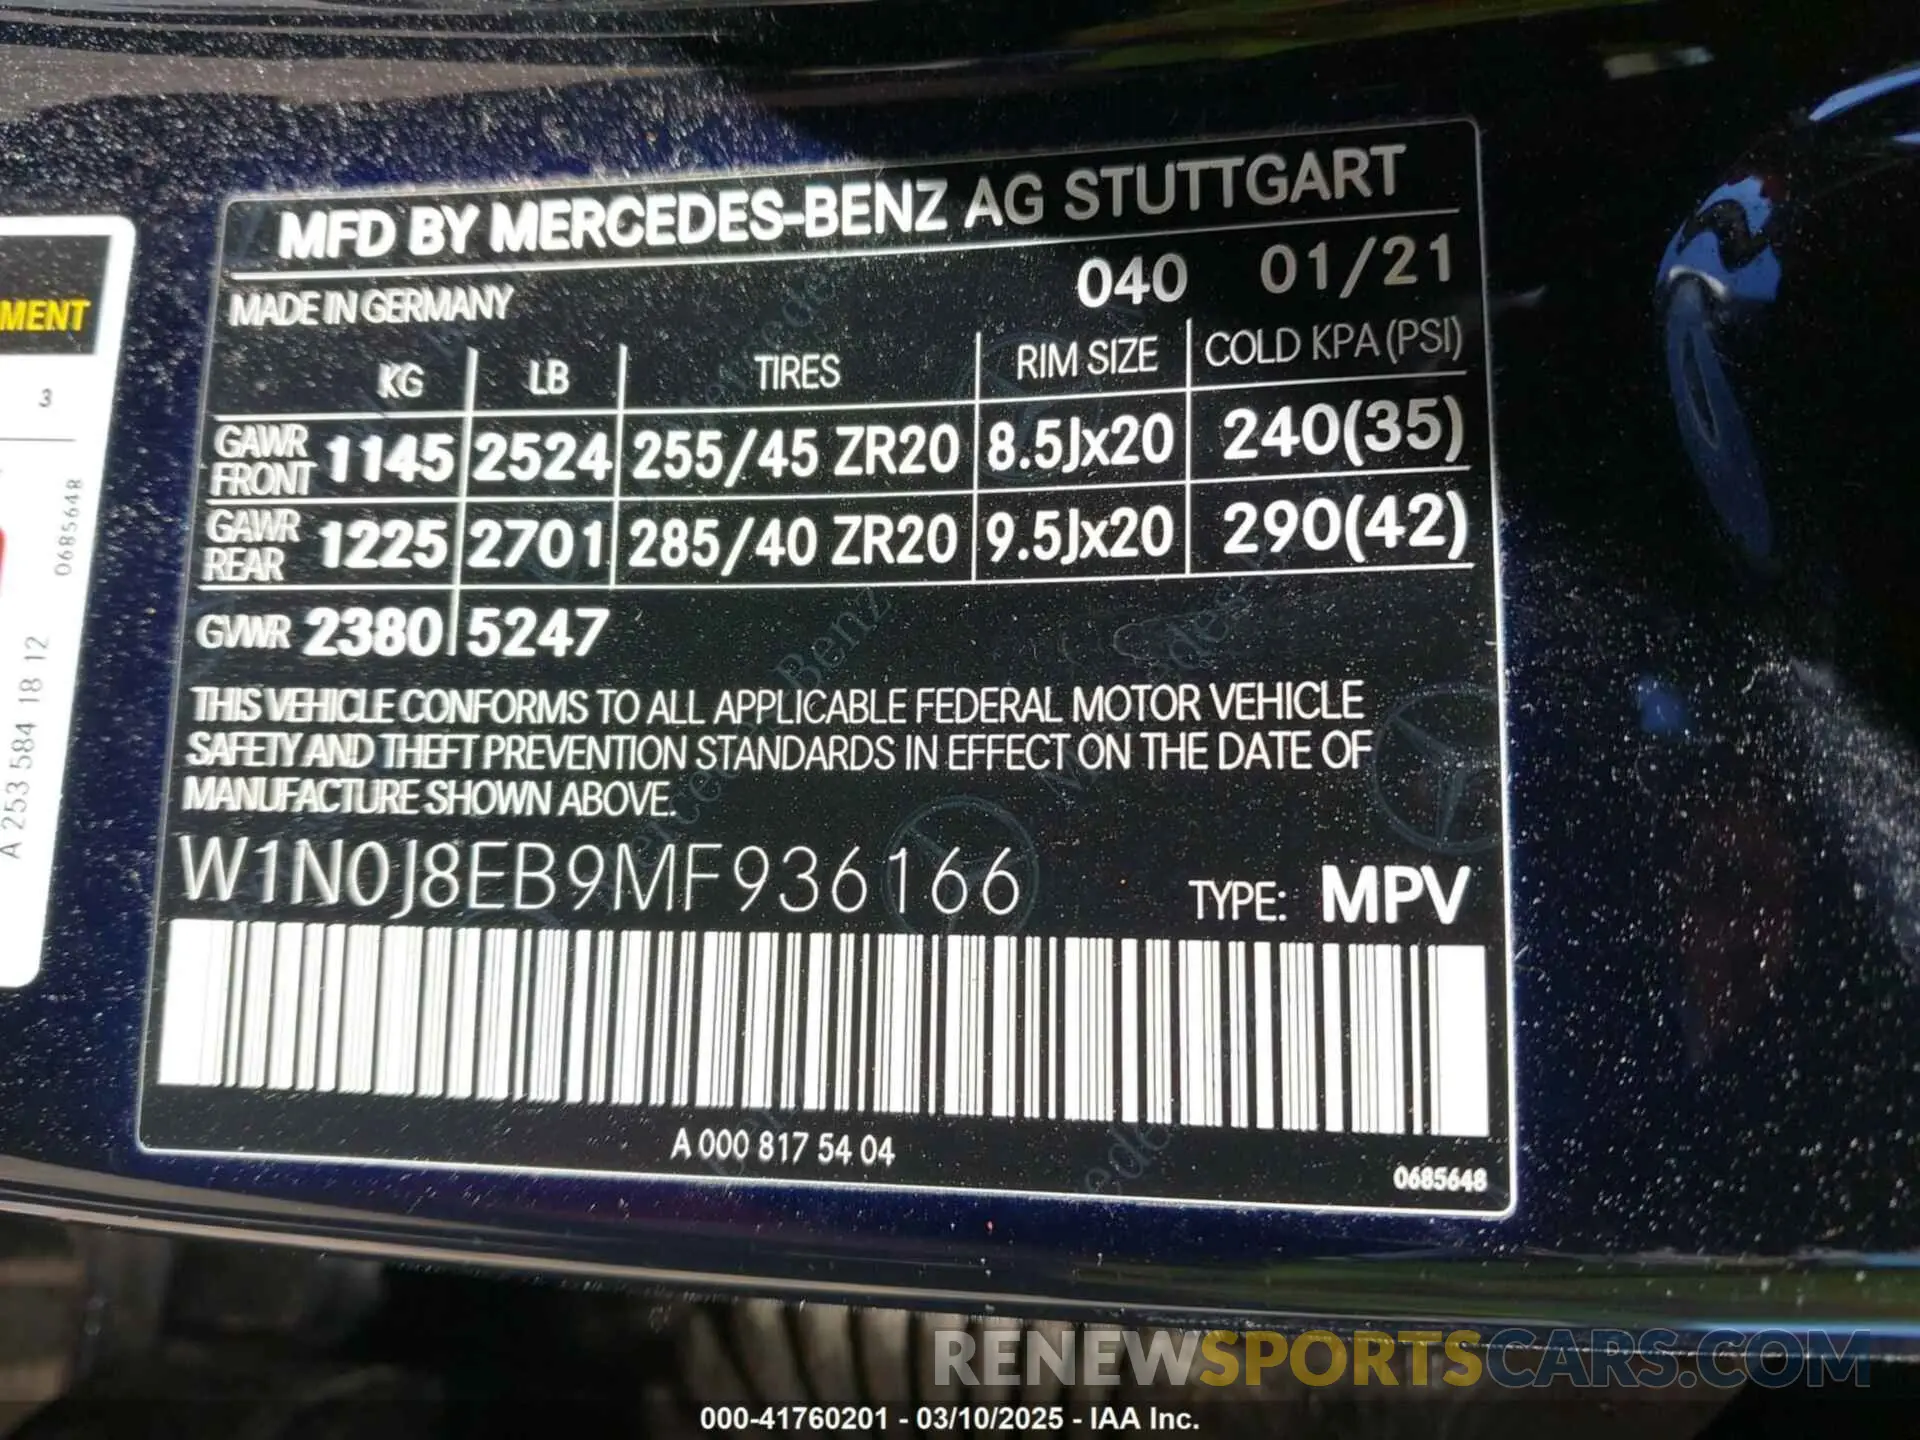 MFD BY MERCEDES-BENZ AG STUTTGART
MADE IN GERMANY 040 01/21
KG LB TIRES RIM SIZE COLD KPA (PSI)
GAWR FRONT 1145 2524 255/45 ZR20 8.5Jx20 240(35)
GAWR REAR 1225 2701 285/40 ZR20 9.5Jx20 290(42)
GVWR 2380 5247
THIS VEHICLE CONFORMS TO ALL APPLICABLE FEDERAL MOTOR VEHICLE
SAFETY AND THEFT PREVENTION STANDARDS IN EFFECT ON THE DATE OF
MANUFACTURE SHOWN ABOVE.
W1N0J8EB9MF936166 TYPE: MPV
A 000 817 54 04
0685648
MENT
3
0685648
A 253 584 18 12
RENEWSPORTSCARS.COM
000-41760201 - 03/10/2025 - IAA Inc.